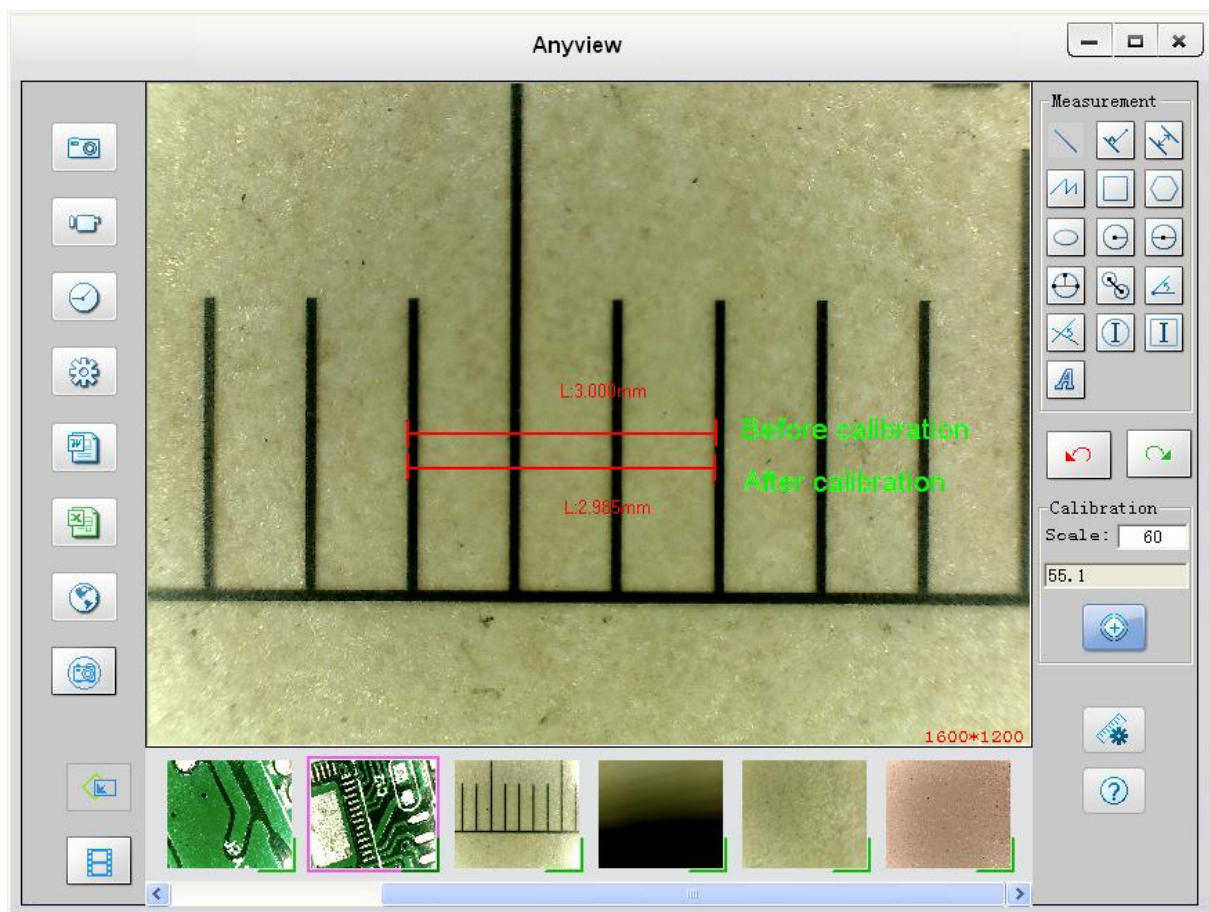 Anyview
Measurement
L:3.000mm
Before calibration
After calibration
L:2.985mm
Calibration
Scale: 60
55.1
1600*1200